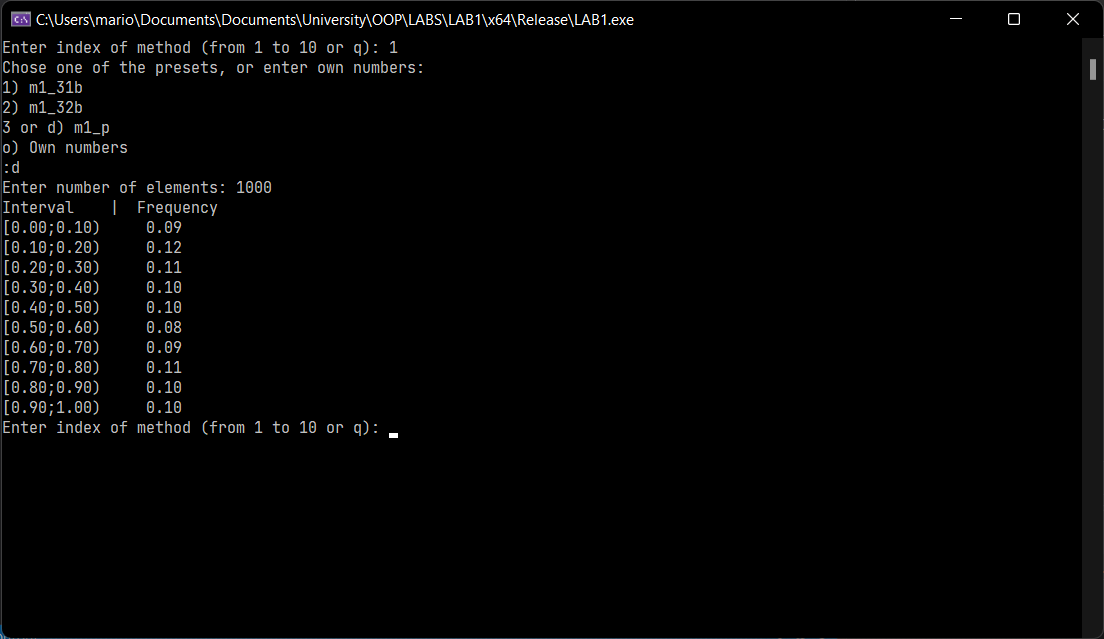 C:\Users\mario\Documents\Documents\University\OOP\LABS\LAB1\x64\Release\LAB1.exe
Enter index of method (from 1 to 10 or q): 1
Chose one of the presets, or enter own numbers:
1) m1_31b
2) m1_32b
3 or d) m1_p
o) Own numbers
:d
Enter number of elements: 1000
Interval    |  Frequency
[0.00;0.10)     0.09
[0.10;0.20)     0.12
[0.20;0.30)     0.11
[0.30;0.40)     0.10
[0.40;0.50)     0.10
[0.50;0.60)     0.08
[0.60;0.70)     0.09
[0.70;0.80)     0.11
[0.80;0.90)     0.10
[0.90;1.00)     0.10
Enter index of method (from 1 to 10 or q):